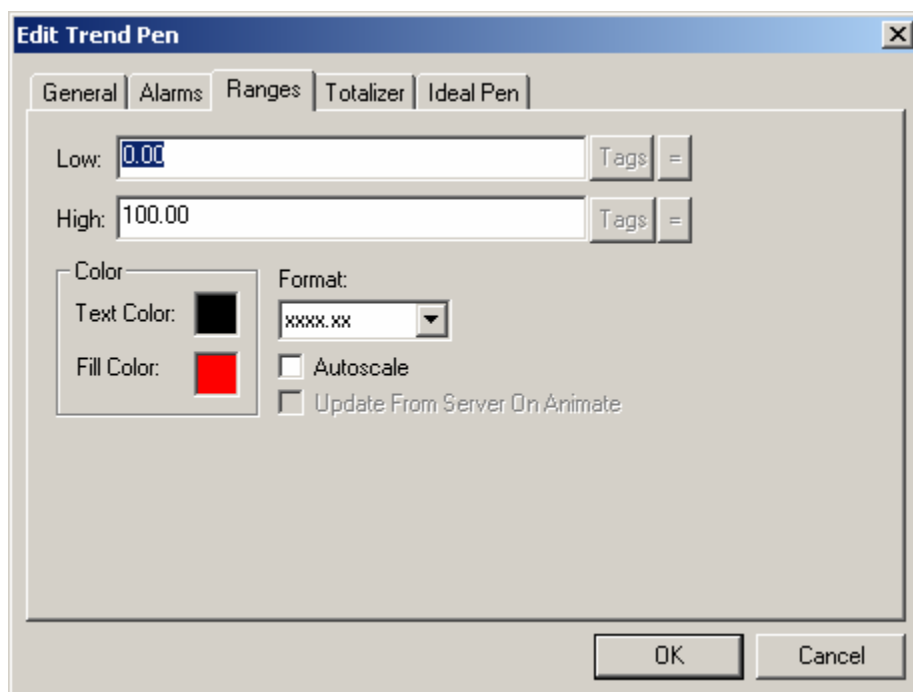 Edit Trend Pen
General Alarms Ranges Totalizer Ideal Pen
Low: 0.00 Tags =
High: 100.00 Tags =
Color
Format:
Text Color:
xxxx.xx
Fill Color:
Autoscale
Update From Server On Animate
OK Cancel